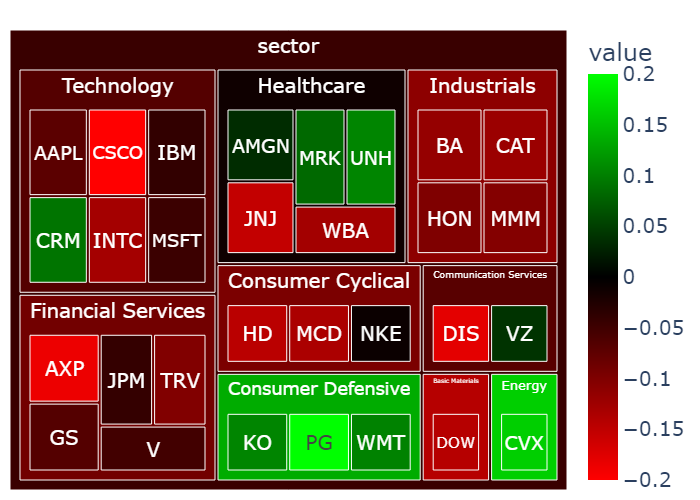 sector
value
Technology
AAPL CSCO IBM
CRM INTC MSFT
Healthcare
AMGN MRK UNH
JNJ WBA
Industrials
BA CAT
HON MMM
Financial Services
AXP JPM TRV
GS V
Consumer Cyclical
HD MCD NKE
Communication Services
DIS VZ
Consumer Defensive
KO PG WMT
Basic Materials
DOW
Energy
CVX
0.2
0.15
0.1
0.05
0
−0.05
−0.1
−0.15
−0.2